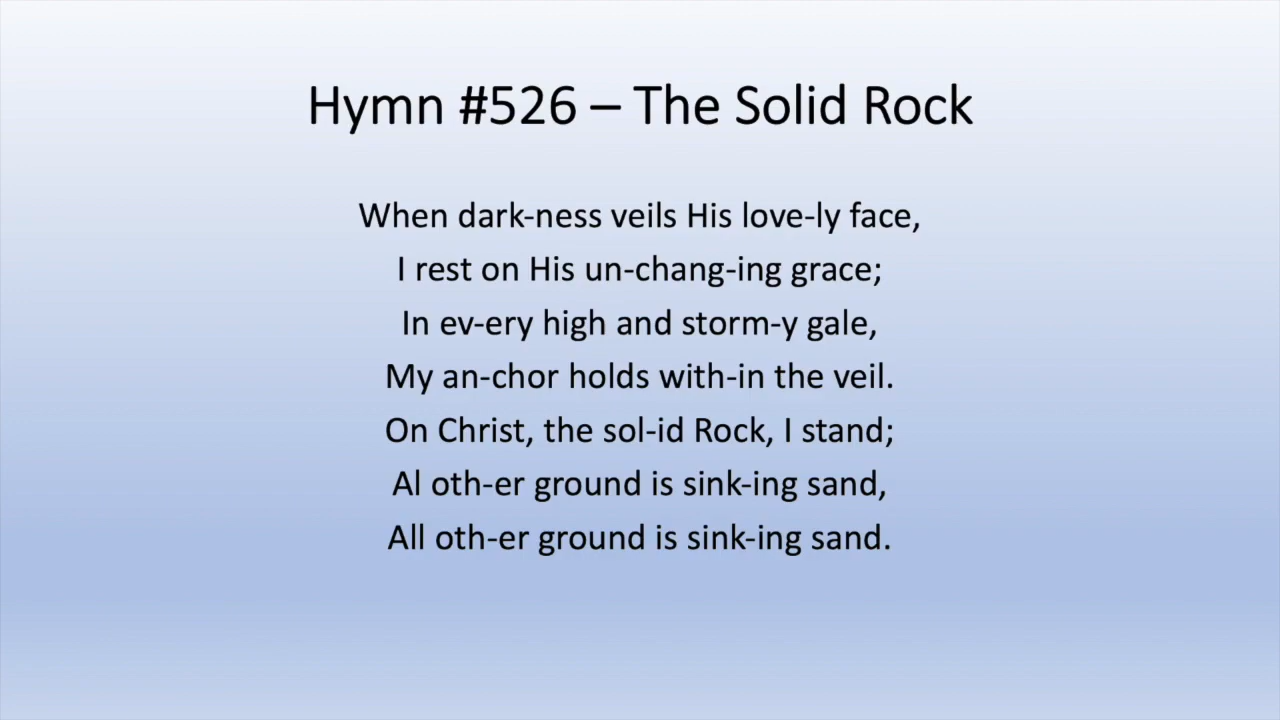 Hymn #526 – The Solid Rock
When dark-ness veils His love-ly face,
I rest on His un-chang-ing grace;
In ev-ery high and storm-y gale,
My an-chor holds with-in the veil.
On Christ, the sol-id Rock, I stand;
Al oth-er ground is sink-ing sand,
All oth-er ground is sink-ing sand.